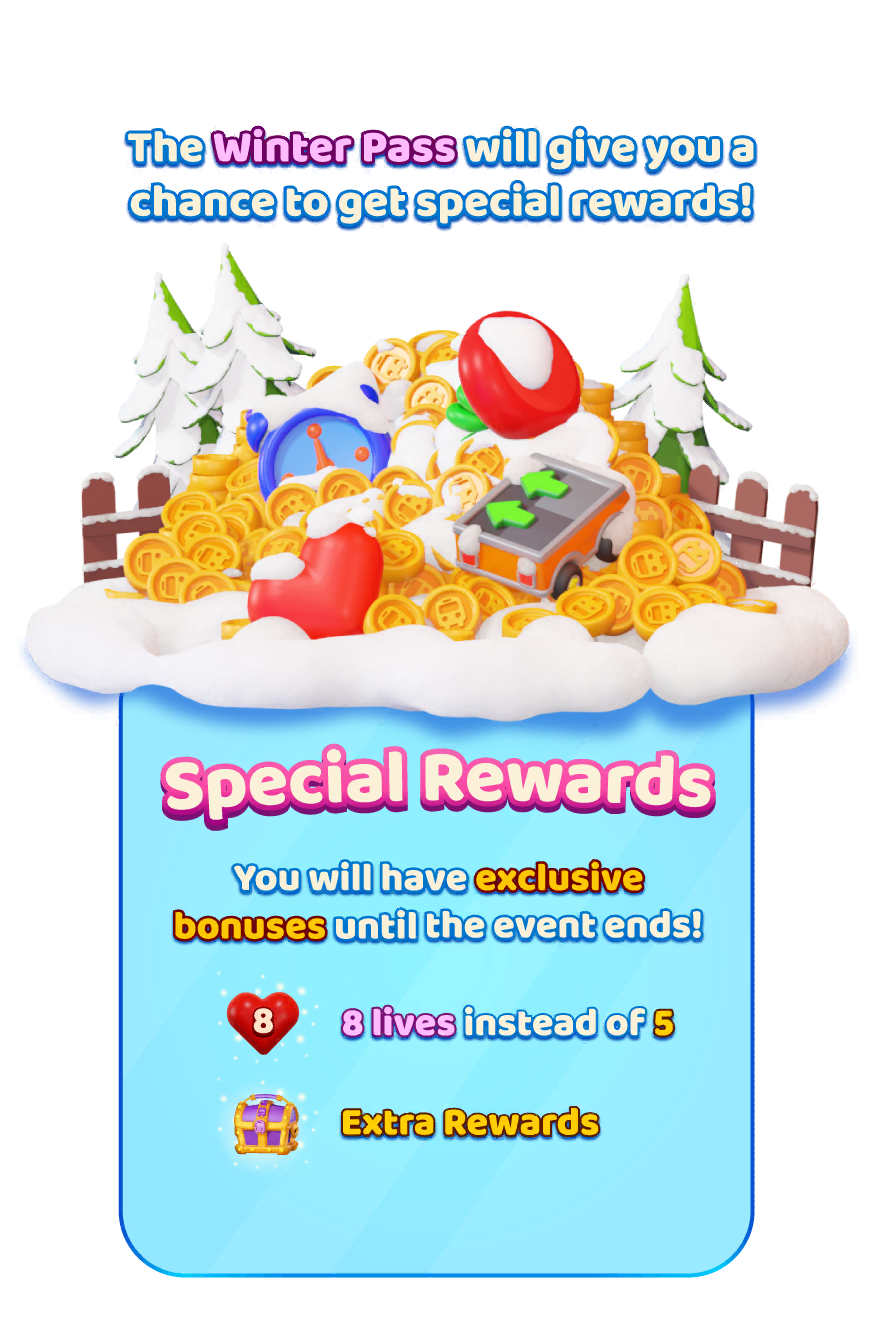 The Winter Pass will give you a
chance to get special rewards!
Special Rewards
You will have exclusive
bonuses until the event ends!
8
8 lives instead of 5
Extra Rewards